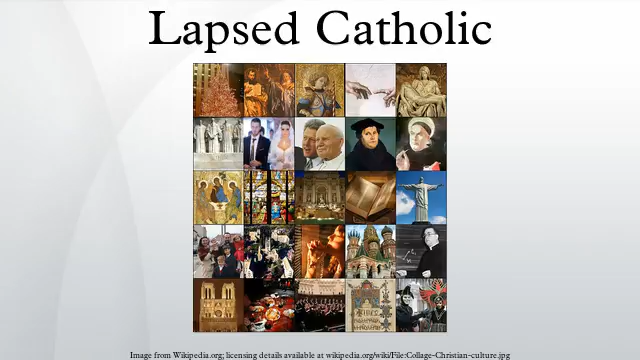 Lapsed Catholic
Image from Wikipedia.org; licensing details available at wikipedia.org/wiki/File:Collage-Christian-culture.jpg